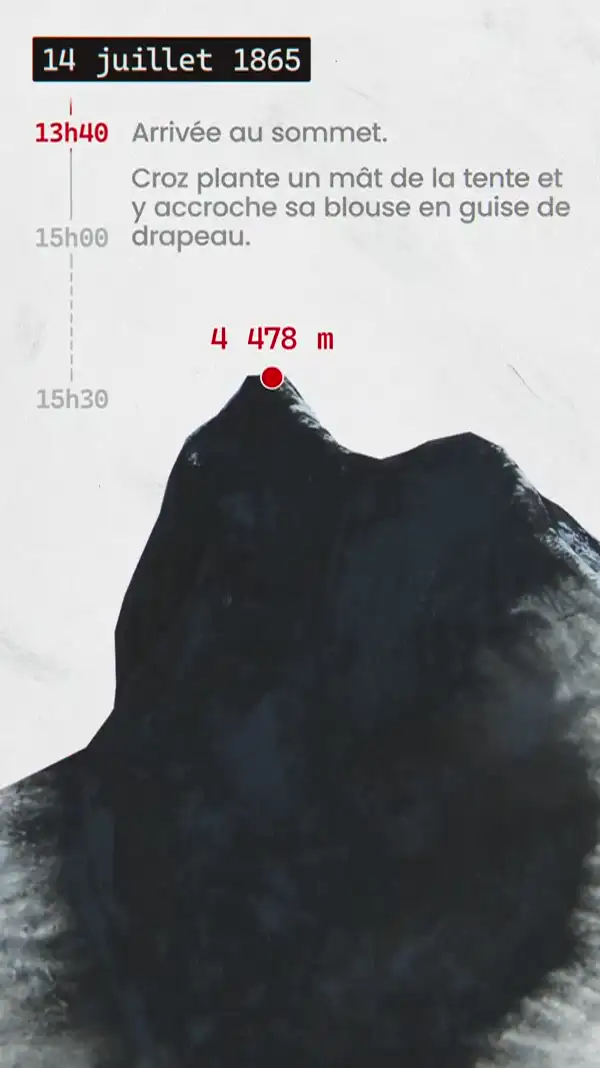 14 juillet 1865
13h40 Arrivée au sommet.
Croz plante un mât de la tente et
y accroche sa blouse en guise de
15h00 drapeau.
4 478 m
15h30